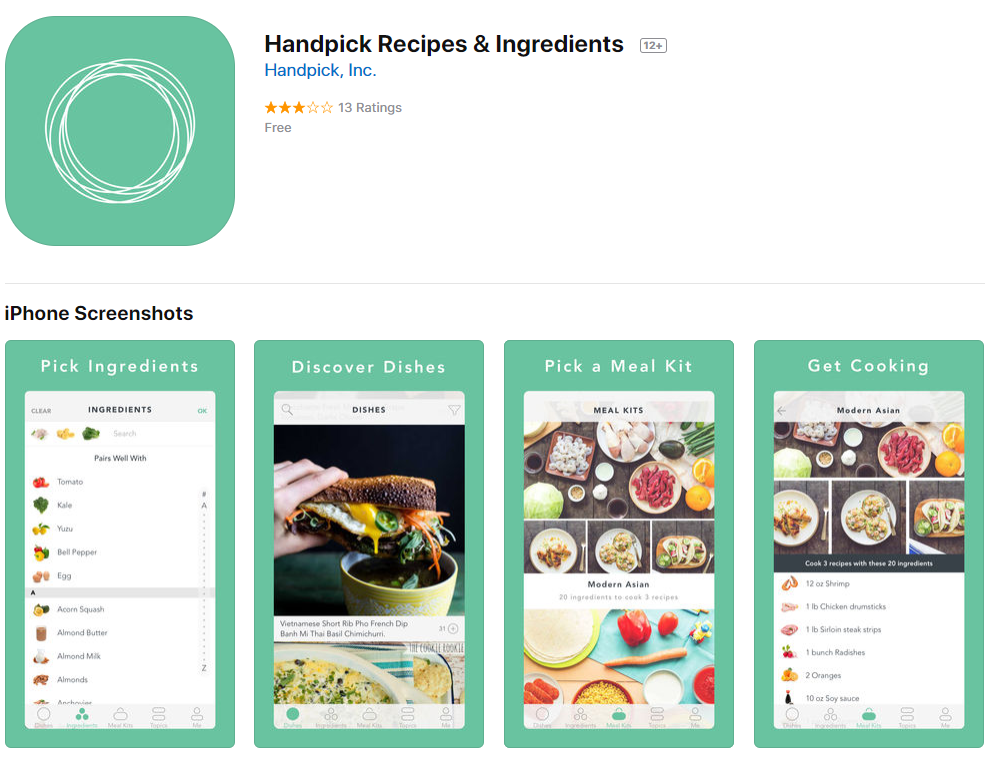 Handpick Recipes & Ingredients 12+
Handpick, Inc.
13 Ratings
Free
iPhone Screenshots
Pick Ingredients
CLEAR INGREDIENTS OK
Search
Pairs Well With
Tomato
#
Kale
A
Yuzu
Bell Pepper
Egg
A
Acorn Squash
Almond Butter
Almond Milk
Z
Almonds
Anchovies
Dishes Ingredients Meal Kits Topics Me
Discover Dishes
DISHES
Vietnamese Short Rib Pho French Dip
Banh Mi Thai Basil Chimichurri.
31
THE COOKIE ROOKIE
Dishes Ingredients Meal Kits Topics Me
Pick a Meal Kit
MEAL KITS
Modern Asian
20 ingredients to cook 3 recipes
Dishes Ingredients Meal Kits Topics Me
Get Cooking
Modern Asian
Cook 3 recipes with these 20 ingredients
12 oz Shrimp
1 lb Chicken drumsticks
1 lb Sirloin steak strips
1 bunch Radishes
2 Oranges
10 oz Soy sauce
Dishes Ingredients Meal Kits Topics Me